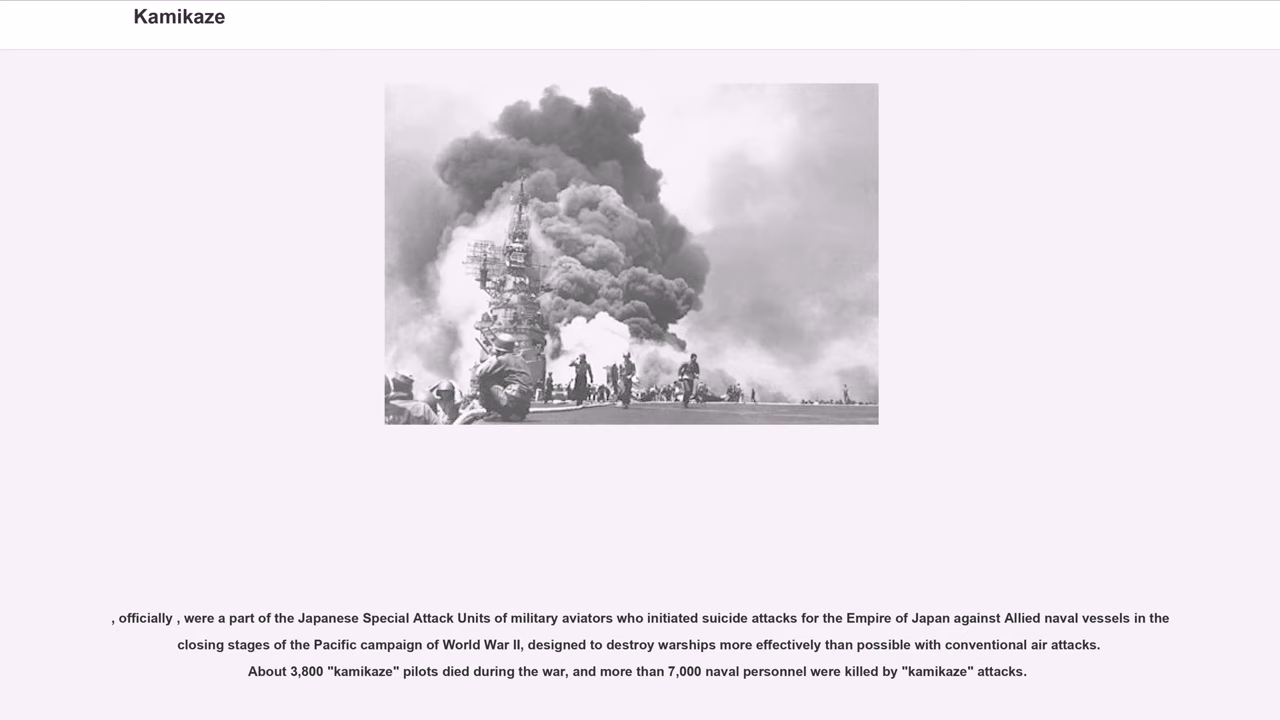 Kamikaze
, officially , were a part of the Japanese Special Attack Units of military aviators who initiated suicide attacks for the Empire of Japan against Allied naval vessels in the
closing stages of the Pacific campaign of World War II, designed to destroy warships more effectively than possible with conventional air attacks.
About 3,800 "kamikaze" pilots died during the war, and more than 7,000 naval personnel were killed by "kamikaze" attacks.